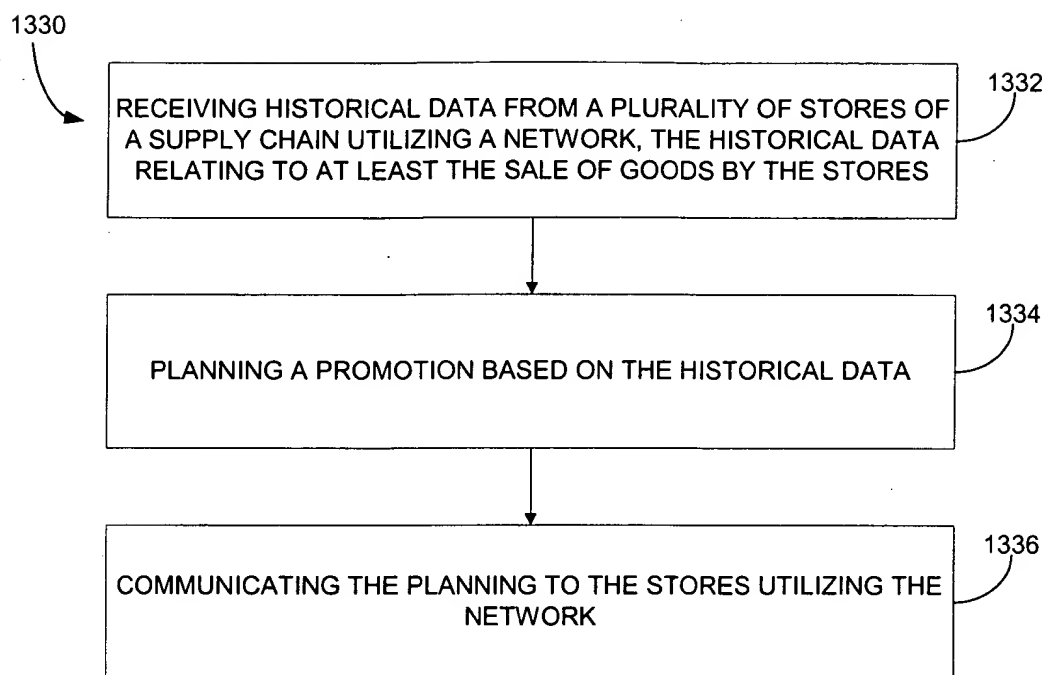 1330
1332
RECEIVING HISTORICAL DATA FROM A PLURALITY OF STORES OF
A SUPPLY CHAIN UTILIZING A NETWORK, THE HISTORICAL DATA
RELATING TO AT LEAST THE SALE OF GOODS BY THE STORES
1334
PLANNING A PROMOTION BASED ON THE HISTORICAL DATA
1336
COMMUNICATING THE PLANNING TO THE STORES UTILIZING THE
NETWORK